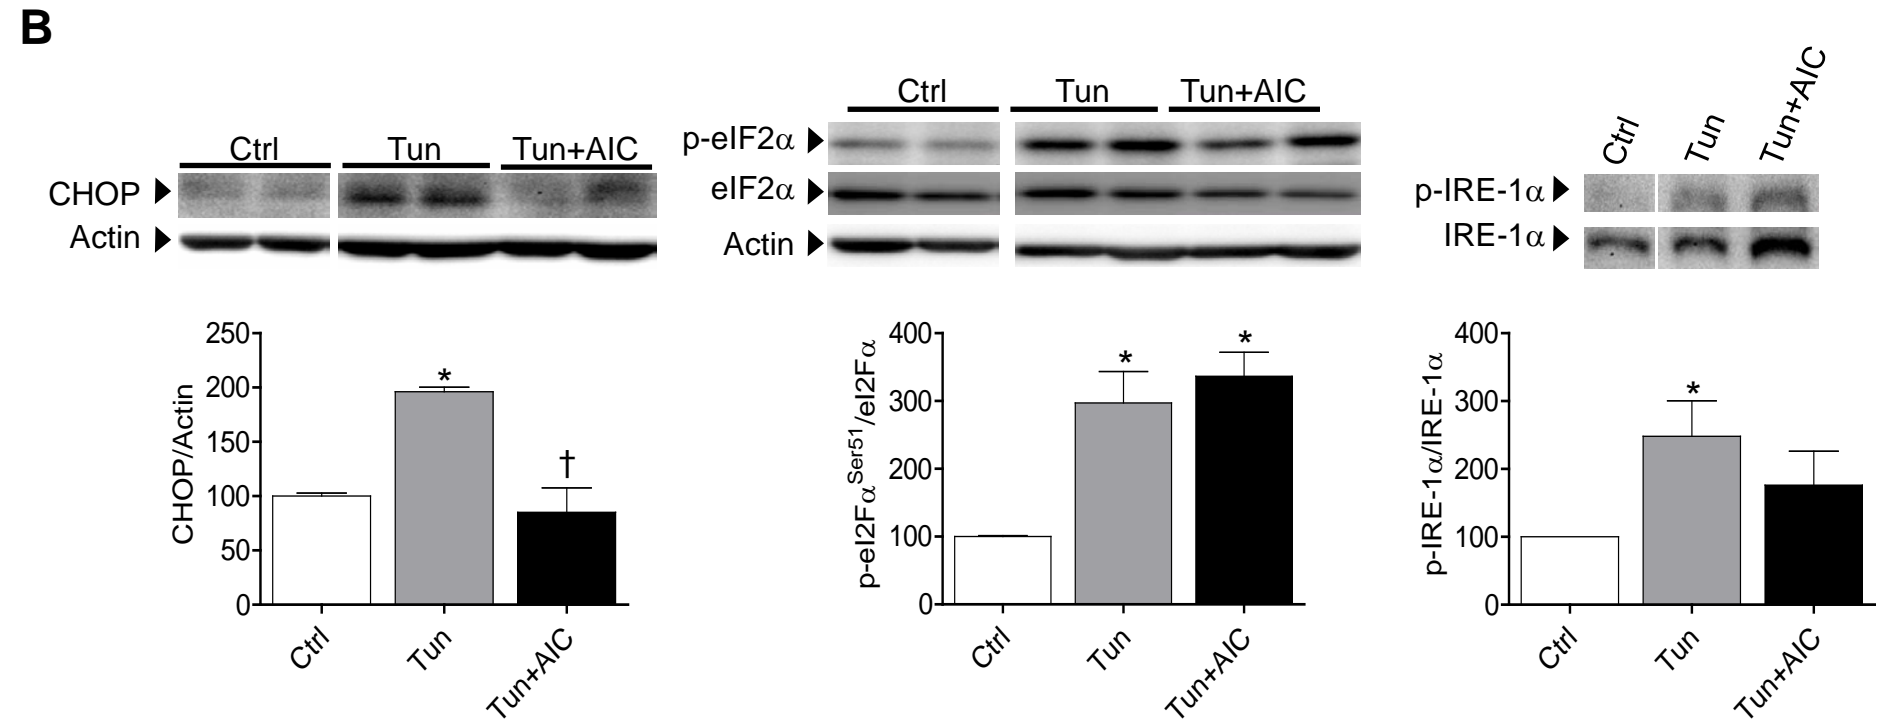 B
Ctrl Tun Tun+AIC
CHOP
Actin
250
200
150
100
50
0
CHOP/Actin
*
†
Ctrl
Tun
Tun+AIC
Ctrl Tun Tun+AIC
p-eIF2α
eIF2α
Actin
400
300
200
100
0
p-eI2Fα^Ser51/eI2Fα
*
*
Ctrl
Tun
Tun+AIC
Ctrl
Tun
Tun+AIC
p-IRE-1α
IRE-1α
400
300
200
100
0
p-IRE-1α/IRE-1α
*
Ctrl
Tun
Tun+AIC